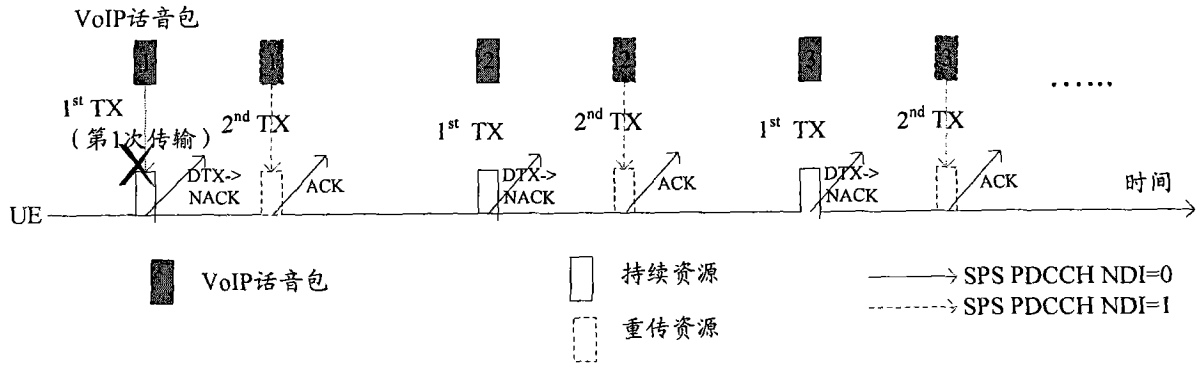 VoIP话音包
1 1 2 2 3 3
……
1st TX
(第1次传输)
2nd TX
1st TX
2nd TX
1st TX
2nd TX
DTX->
NACK
ACK
DTX->
NACK
ACK
DTX->
NACK
ACK
时间
UE
VoIP话音包
持续资源
重传资源
SPS PDCCH NDI=0
SPS PDCCH NDI=1